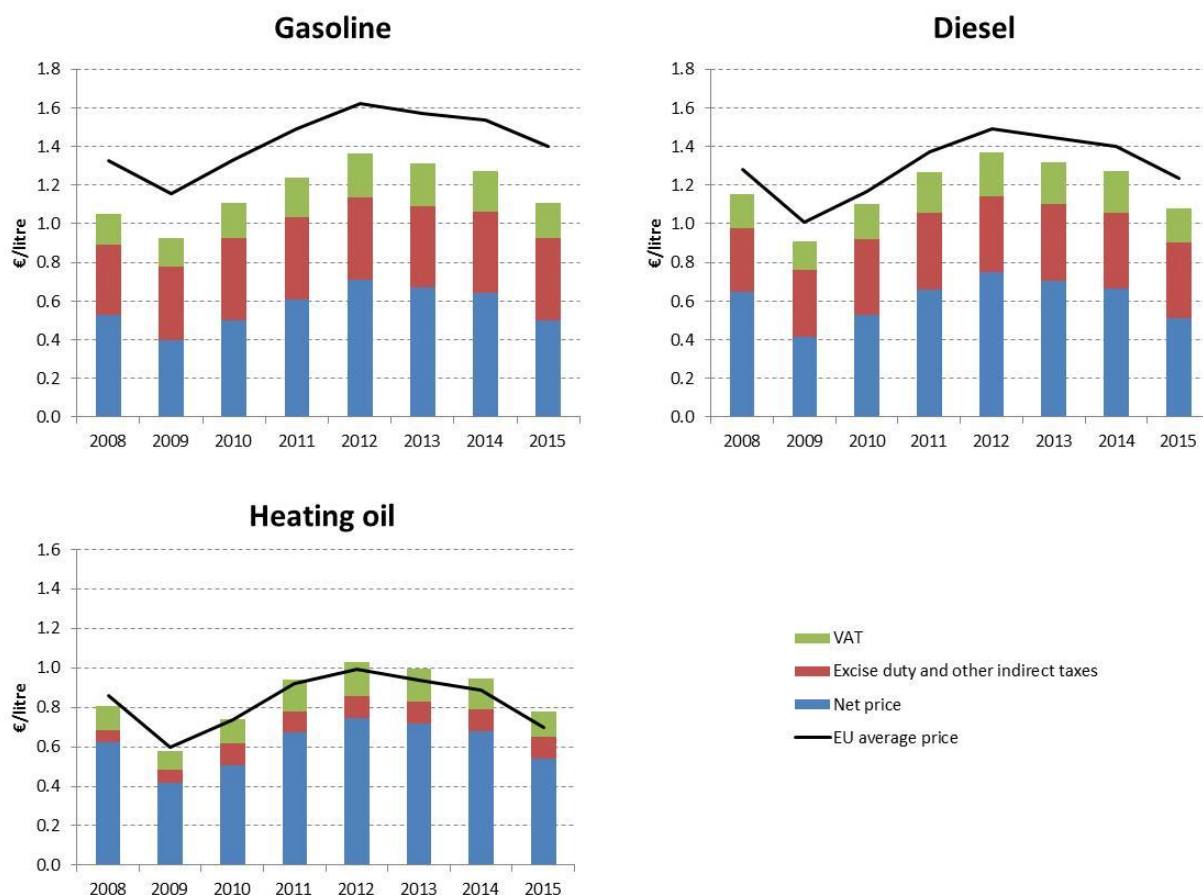 Gasoline
1.8
1.6
1.4
1.2
1.0
0.8
0.6
0.4
0.2
0.0
€/litre
2008 2009 2010 2011 2012 2013 2014 2015
Diesel
1.8
1.6
1.4
1.2
1.0
0.8
0.6
0.4
0.2
0.0
€/litre
2008 2009 2010 2011 2012 2013 2014 2015
Heating oil
1.6
1.4
1.2
1.0
0.8
0.6
0.4
0.2
0.0
€/litre
2008 2009 2010 2011 2012 2013 2014 2015
VAT
Excise duty and other indirect taxes
Net price
EU average price